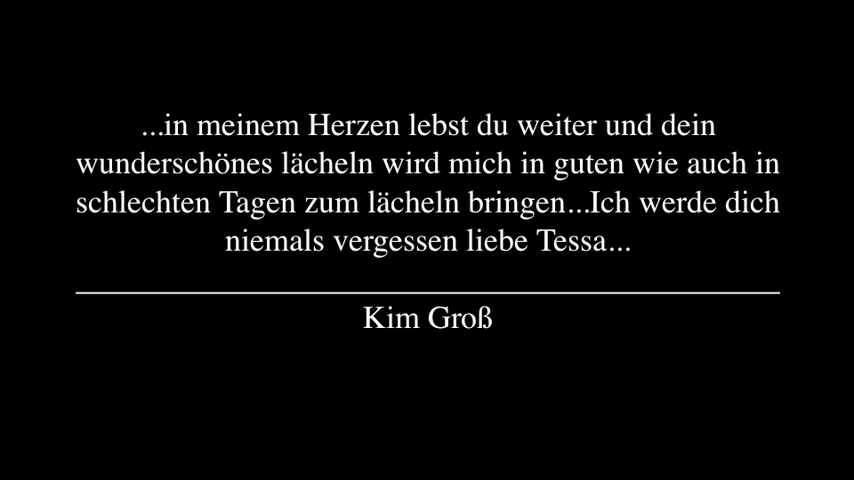 ...in meinem Herzen lebst du weiter und dein
wunderschönes lächeln wird mich in guten wie auch in
schlechten Tagen zum lächeln bringen...Ich werde dich
niemals vergessen liebe Tessa...
Kim Groß